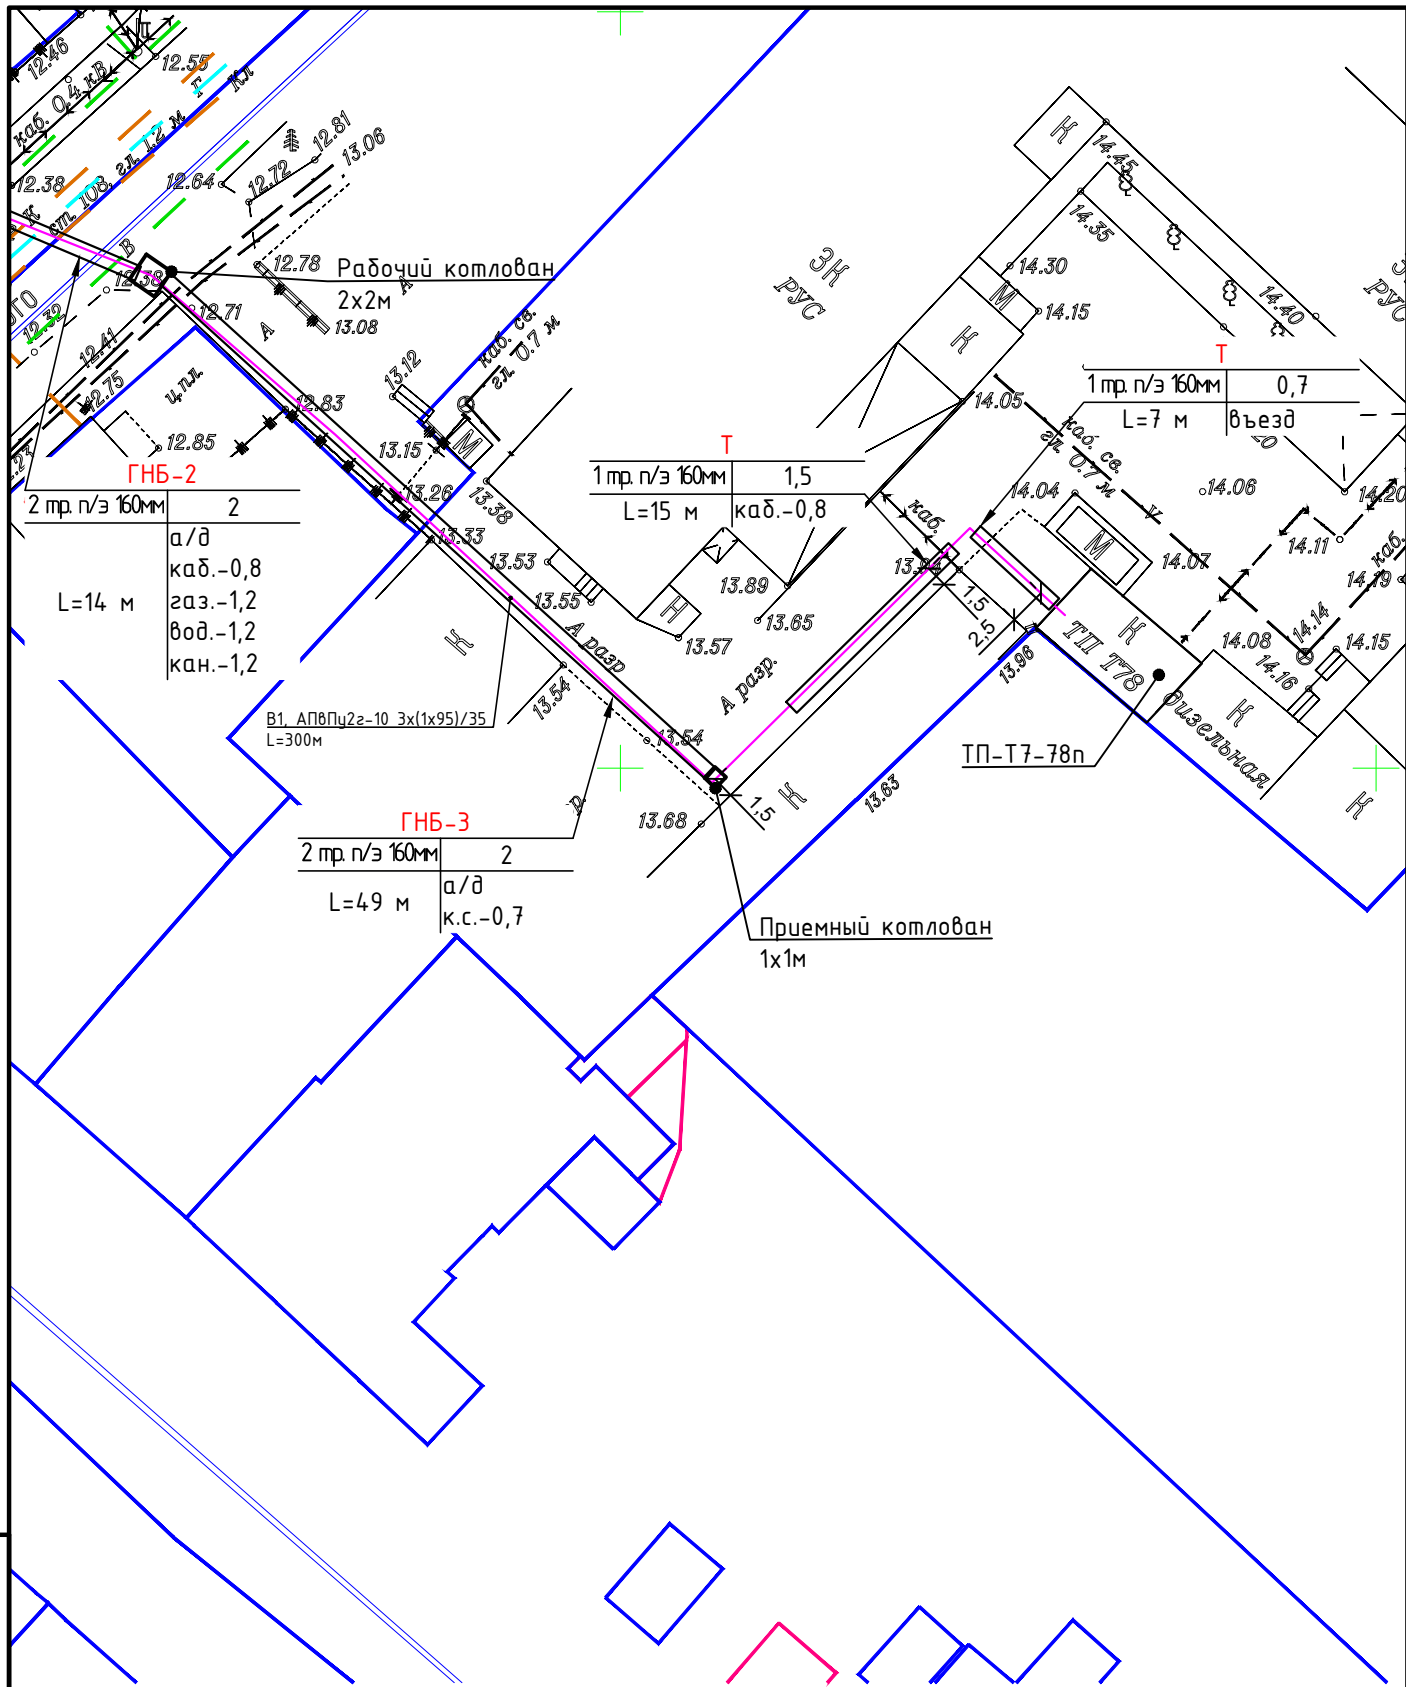 12.46
П
12.55
каб. 0,4 кВ
Г
Кл
ст. 108, гл. 1.2 м
12.38
К
12.81
13.06
12.72
12.64
В
12.38
12.78
Рабочий котлован
2х2м
А
12.71
А
13.08
12.32
12.41
12.75
ц.пл.
12.83
12.85
13.12
каб. св.
гл. 0.7 м
М
13.15
13.26
13.38
13.33
ЗК
РУС
К
14.45
14.35
14.30
М
14.15
К
14.40
14.05
Т
1 тр. п/э 160мм
0,7
L=7 м
въезд
каб. св.
гл. 0.7 м
14.04
14.06
14.20
14.07
14.11
14.19
каб.
14.14
14.15
14.08
14.16
ГНБ-2
2 тр. п/э 160мм
2
L=14 м
а/д
каб.-0,8
газ.-1,2
вод.-1,2
кан.-1,2
Т
1 тр. п/э 160мм
1,5
L=15 м
каб.-0,8
каб.
13.53
13.55
13.89
13.65
Н
13.57
1.5
2,5
13.96
М
К
ТП Т78
К
дизельная
К
А разр
К
13.54
А разр.
В1, АПвПу2г-10 3х(1х95)/35
L=300м
13.54
13.68
1,5
К
р.
13.63
ТП-Т7-78п
ГНБ-3
2 тр. п/э 160мм
2
L=49 м
а/д
к.с.-0,7
Приемный котлован
1х1м